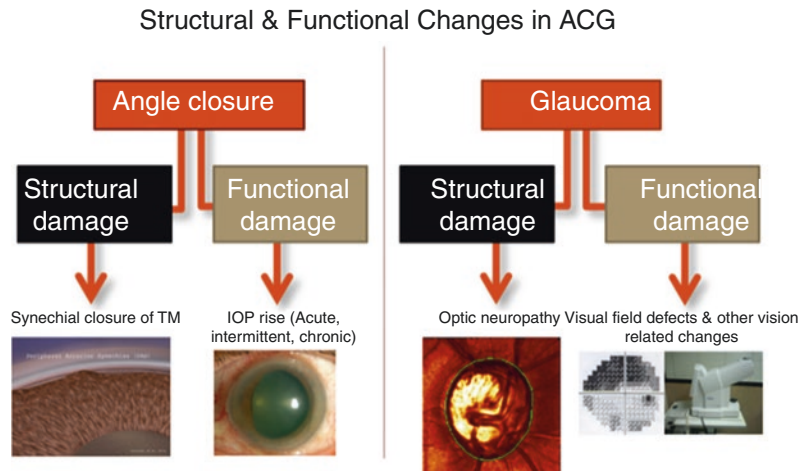 Structural & Functional Changes in ACG
Angle closure
Structural
damage
Functional
damage
Synechial closure of TM
IOP rise (Acute,
intermittent, chronic)
Glaucoma
Structural
damage
Functional
damage
Optic neuropathy
Visual field defects & other vision
related changes